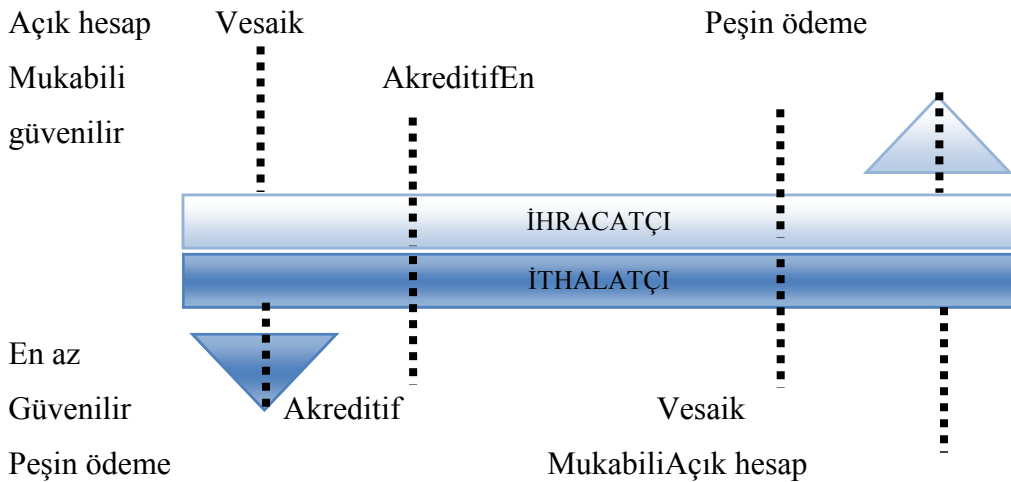 Açık hesap Vesaik Peşin ödeme
Mukabili AkreditifEn
güvenilir
İHRACATÇI
İTHALATÇI
En az
Güvenilir Akreditif Vesaik
Peşin ödeme MukabiliAçık hesap